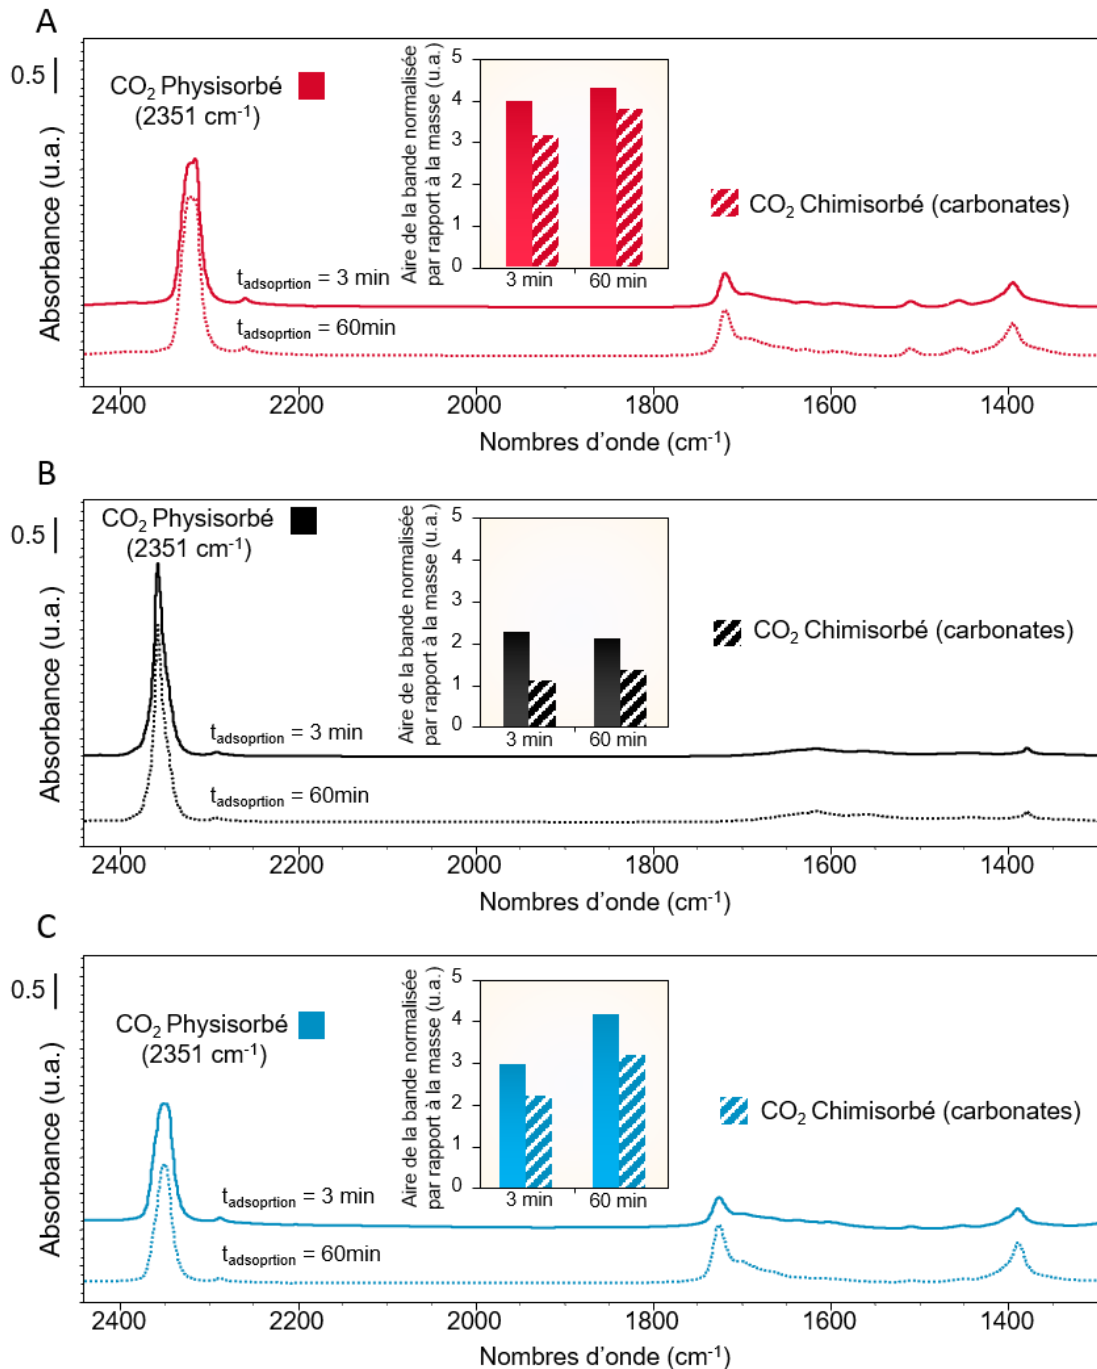 A
0.5
CO2 Physisorbé
(2351 cm-1)
Absorbance (u.a.)
Aire de la bande normalisée
par rapport à la masse (u.a.)
5
4
3
2
1
0
3 min
60 min
CO2 Chimisorbé (carbonates)
tadsoprtion = 3 min
tadsoprtion = 60min
2400
2200
2000
1800
1600
1400
Nombres d'onde (cm-1)
B
0.5
CO2 Physisorbé
(2351 cm-1)
Absorbance (u.a.)
Aire de la bande normalisée
par rapport à la masse (u.a.)
5
4
3
2
1
0
3 min
60 min
CO2 Chimisorbé (carbonates)
tadsoprtion = 3 min
tadsoprtion = 60min
2400
2200
2000
1800
1600
1400
Nombres d'onde (cm-1)
C
0.5
CO2 Physisorbé
(2351 cm-1)
Absorbance (u.a.)
Aire de la bande normalisée
par rapport à la masse (u.a.)
5
4
3
2
1
0
3 min
60 min
CO2 Chimisorbé (carbonates)
tadsoprtion = 3 min
tadsoprtion = 60min
2400
2200
2000
1800
1600
1400
Nombres d'onde (cm-1)